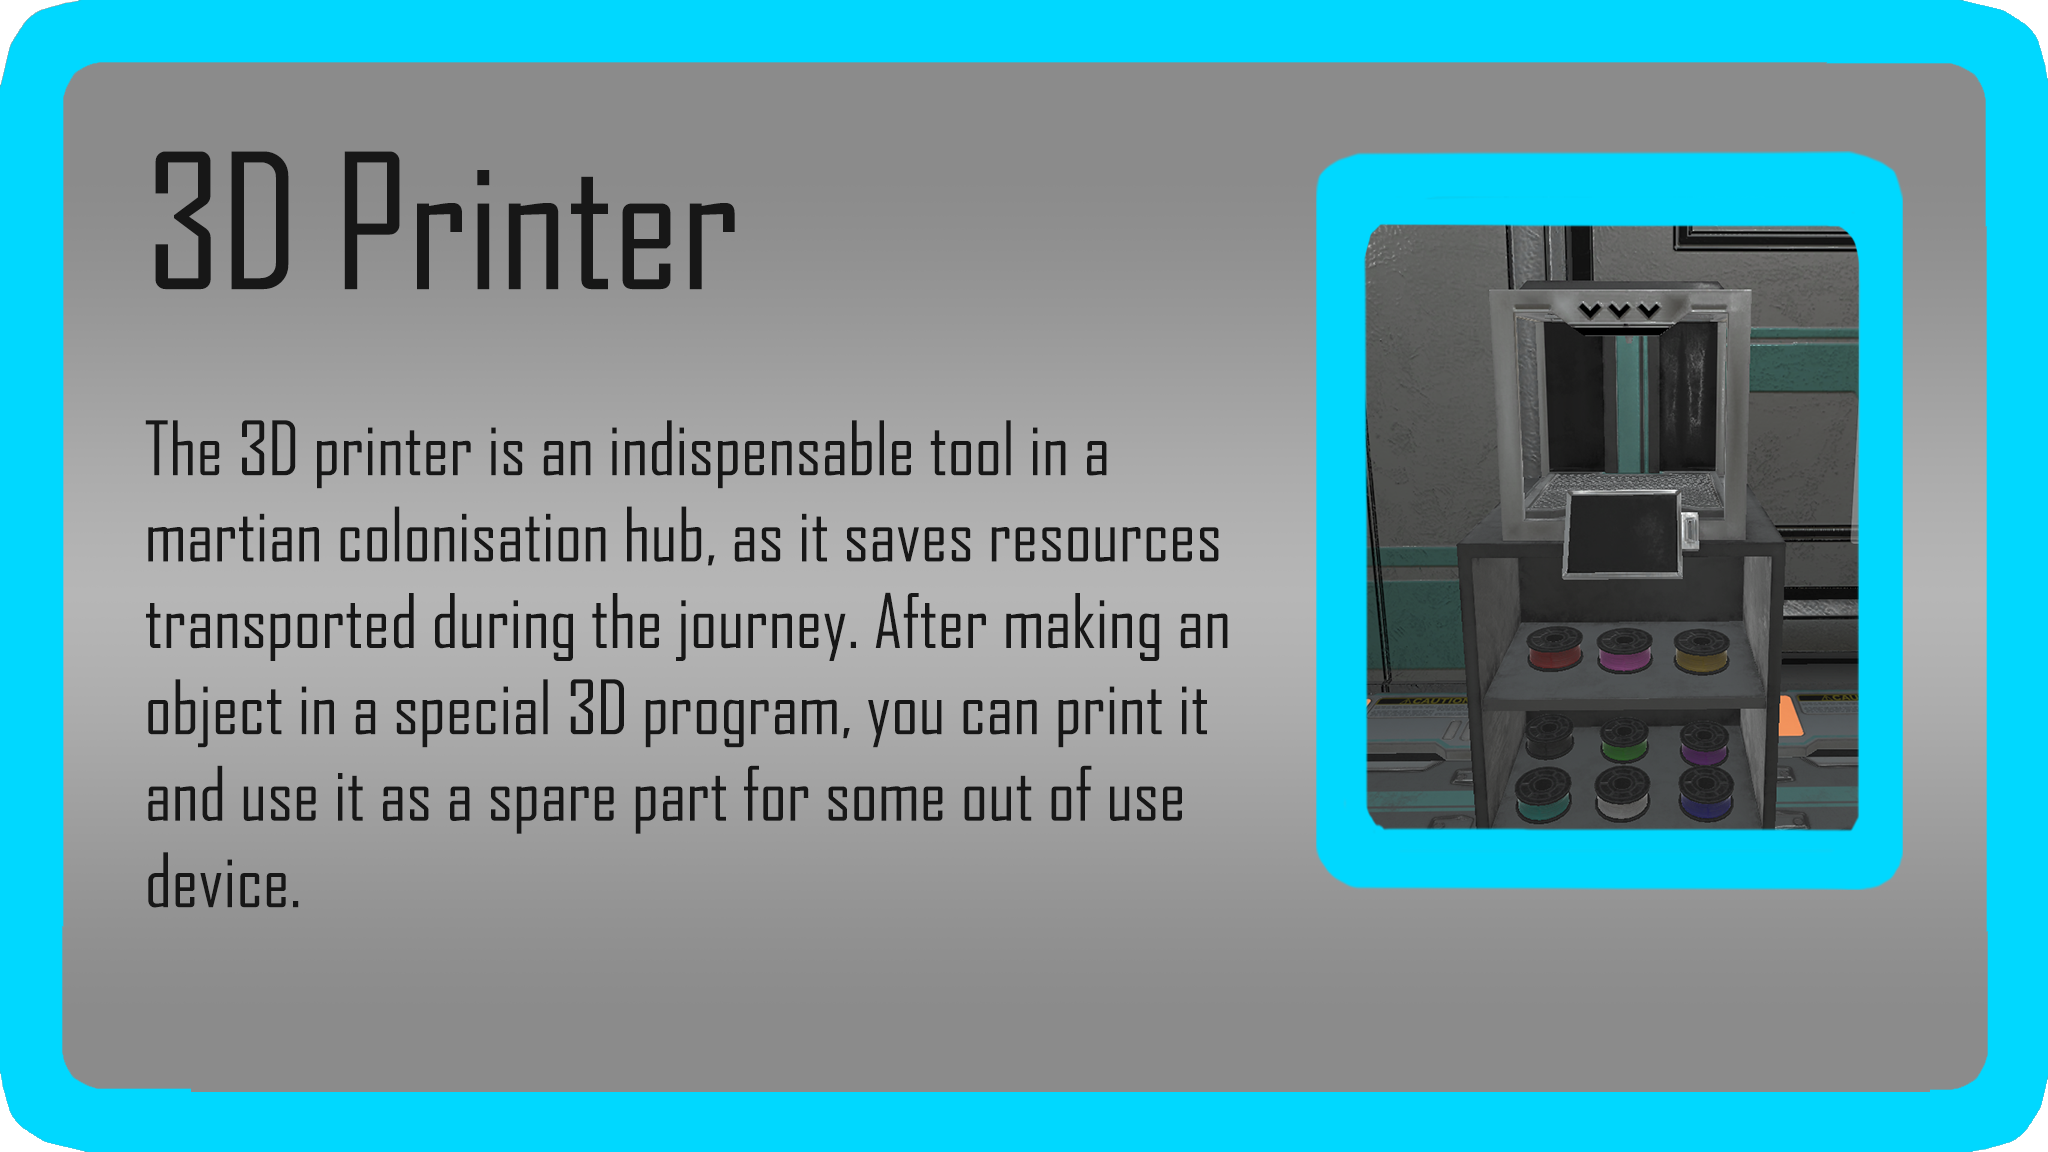 3D Printer
The 3D printer is an indispensable tool in a
martian colonisation hub, as it saves resources
transported during the journey. After making an
object in a special 3D program, you can print it
and use it as a spare part for some out of use
device.
CAUTION